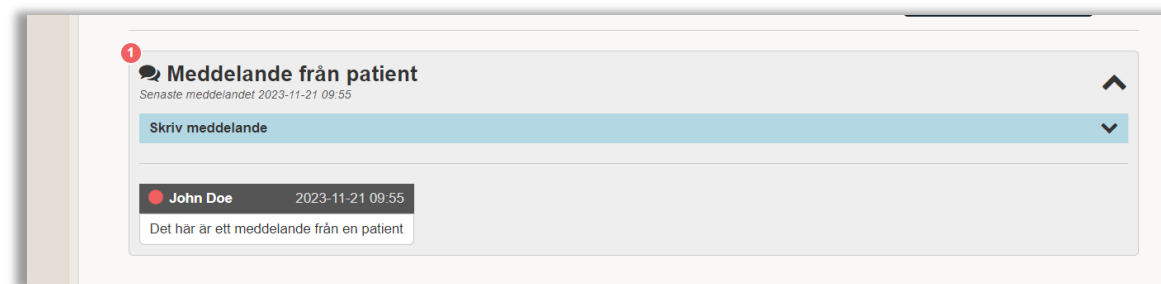 1
Meddelande från patient
Senaste meddelandet 2023-11-21 09:55
Skriv meddelande
John Doe 2023-11-21 09:55
Det här är ett meddelande från en patient